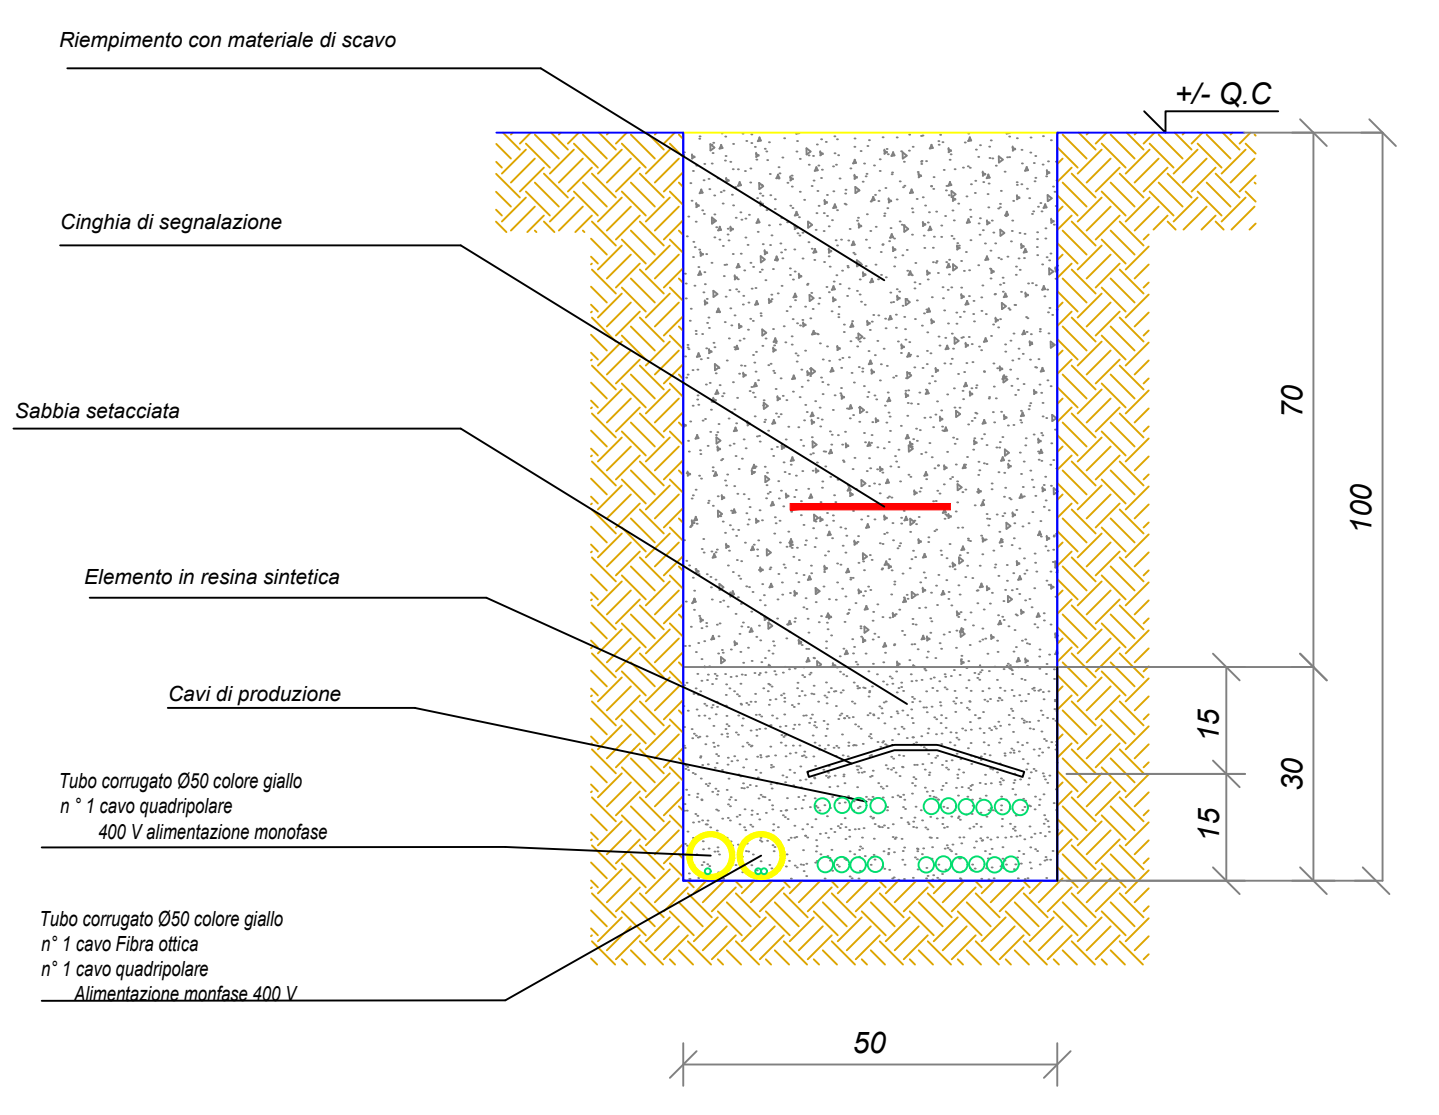 Riempimento con materiale di scavo
+/- Q.C
Cinghia di segnalazione
70
Sabbia setacciata
100
Elemento in resina sintetica
Cavi di produzione
15
30
Tubo corrugato Ø50 colore giallo
n ° 1 cavo quadripolare
400 V alimentazione monofase
15
Tubo corrugato Ø50 colore giallo
n° 1 cavo Fibra ottica
n° 1 cavo quadripolare
Alimentazione monfase 400 V
50